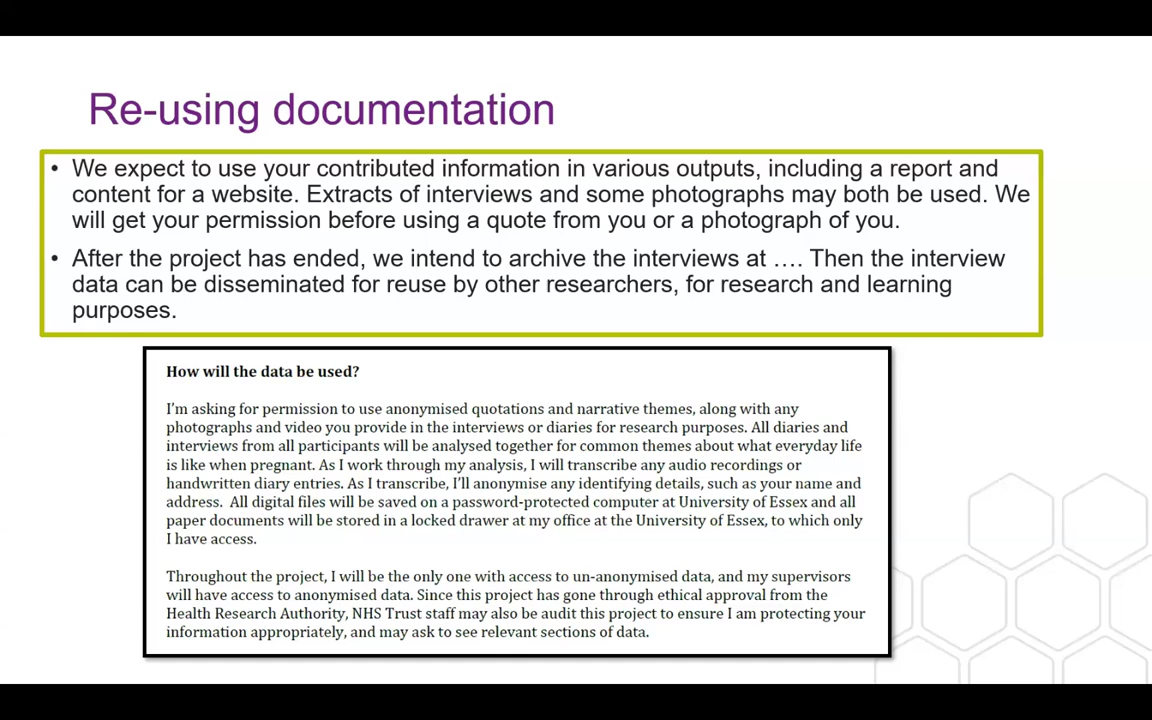 Re-using documentation
• We expect to use your contributed information in various outputs, including a report and
content for a website. Extracts of interviews and some photographs may both be used. We
will get your permission before using a quote from you or a photograph of you.
• After the project has ended, we intend to archive the interviews at …. Then the interview
data can be disseminated for reuse by other researchers, for research and learning
purposes.
How will the data be used?
I'm asking for permission to use anonymised quotations and narrative themes, along with any
photographs and video you provide in the interviews or diaries for research purposes. All diaries and
interviews from all participants will be analysed together for common themes about what everyday life
is like when pregnant. As I work through my analysis, I will transcribe any audio recordings or
handwritten diary entries. As I transcribe, I'll anonymise any identifying details, such as your name and
address. All digital files will be saved on a password-protected computer at University of Essex and all
paper documents will be stored in a locked drawer at my office at the University of Essex, to which only
I have access.
Throughout the project, I will be the only one with access to un-anonymised data, and my supervisors
will have access to anonymised data. Since this project has gone through ethical approval from the
Health Research Authority, NHS Trust staff may also be audit this project to ensure I am protecting your
information appropriately, and may ask to see relevant sections of data.